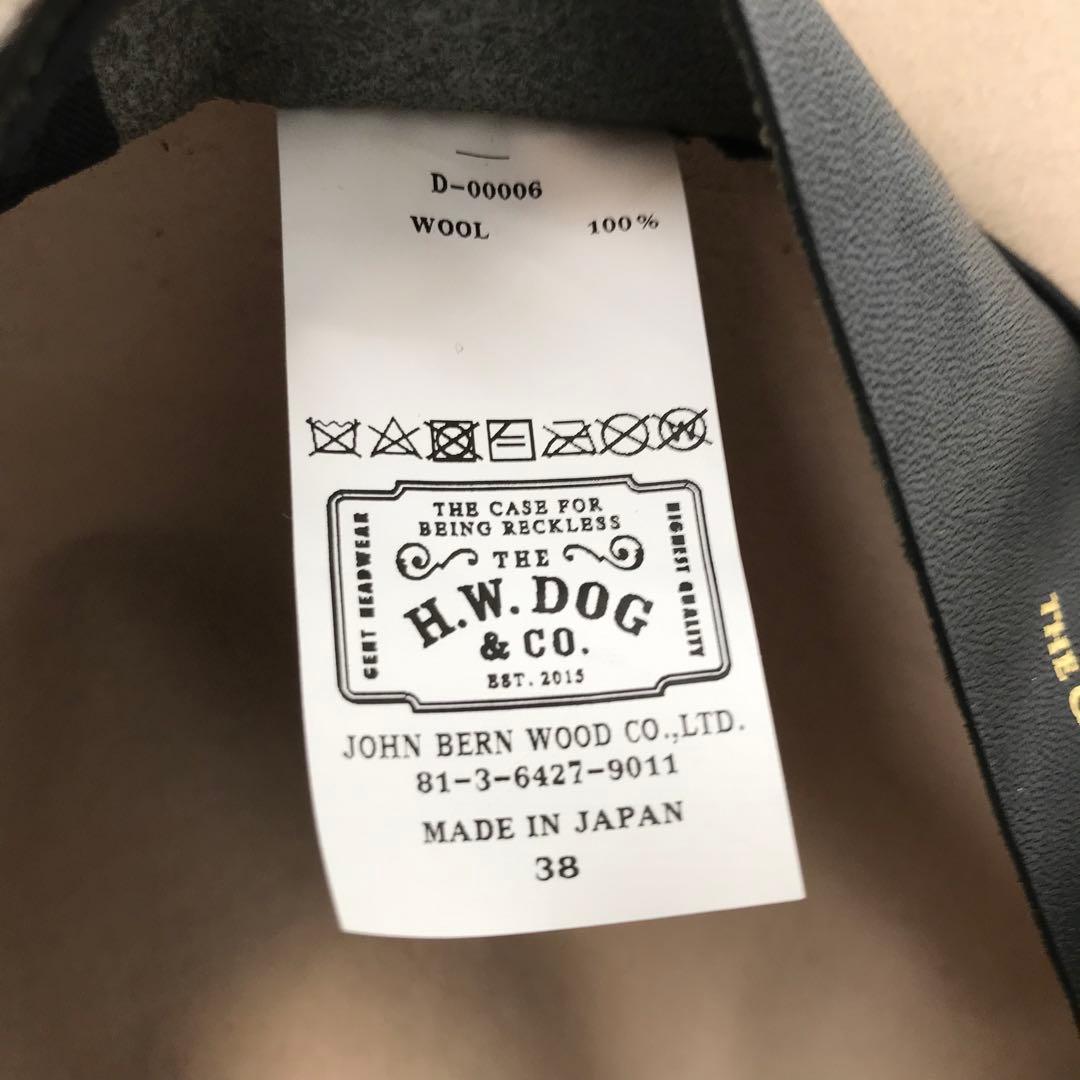 D-00006
WOOL 100%
THE CASE FOR
BEING RECKLESS
GENT HEADWEAR
HIGHEST QUALITY
THE
H.W. DOG
& CO.
EST. 2015
JOHN BERN WOOD CO.,LTD.
81-3-6427-9011
MADE IN JAPAN
38
THE